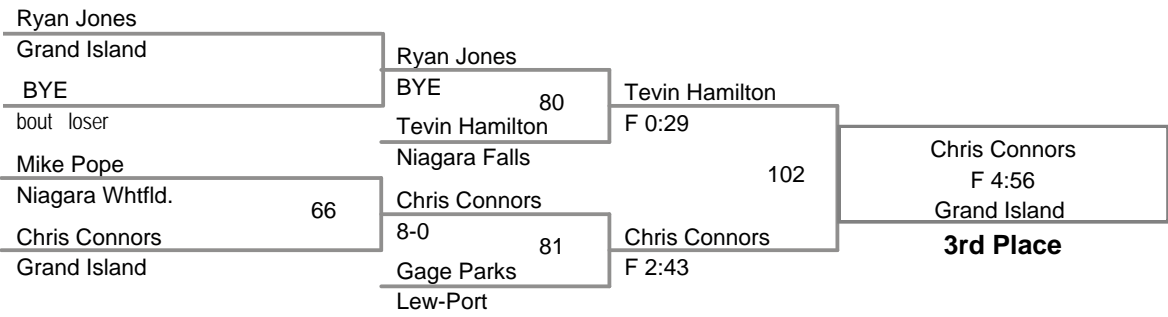 Ryan Jones
Grand Island
BYE
bout loser
Mike Pope
Niagara Whtfld.
66
Chris Connors
Grand Island
Ryan Jones
BYE
80
Tevin Hamilton
Niagara Falls
Chris Connors
8-0
81
Gage Parks
Lew-Port
Tevin Hamilton
F 0:29
102
Chris Connors
F 2:43
Chris Connors
F 4:56
Grand Island
3rd Place